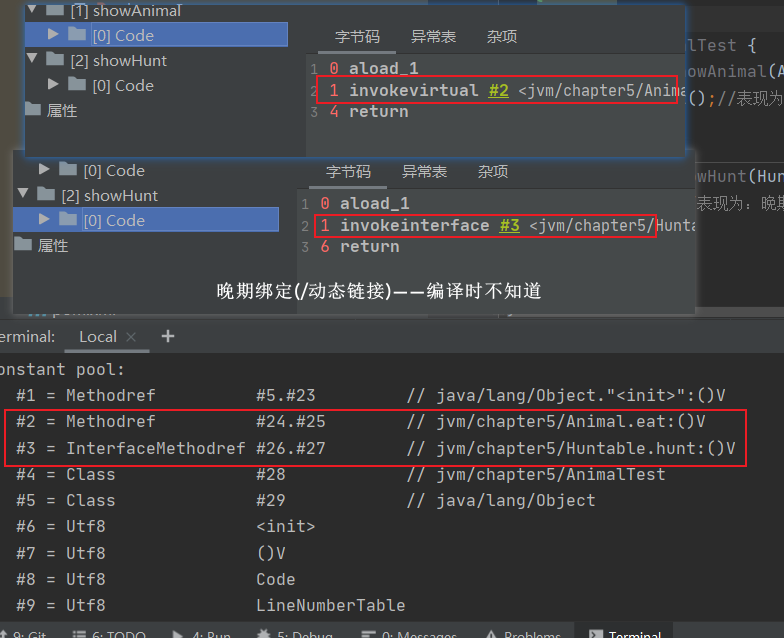 [1] showAnimal
[0] Code
[2] showHunt
[0] Code
属性
字节码 异常表 杂项
1 0 aload_1
2 1 invokevirtual #2 <jvm/chapter5/Anima
3 4 return
lTest {
owAnimal(A
();//表现为
[0] Code
[2] showHunt
[0] Code
属性
字节码 异常表 杂项
1 0 aload_1
2 1 invokeinterface #3 <jvm/chapter5/Hunta
3 6 return
wHunt(Hun
表现为: 晚期
晚期绑定(/动态链接)——编译时不知道
erminal: Local × +
onstant pool:
#1 = Methodref #5.#23 // java/lang/Object."<init>":()V
#2 = Methodref #24.#25 // jvm/chapter5/Animal.eat:()V
#3 = InterfaceMethodref #26.#27 // jvm/chapter5/Huntable.hunt:()V
#4 = Class #28 // jvm/chapter5/AnimalTest
#5 = Class #29 // java/lang/Object
#6 = Utf8 <init>
#7 = Utf8 ()V
#8 = Utf8 Code
#9 = Utf8 LineNumberTable
9: Git 6: TODO 4: Run 5: Debug 0: Messages Problems Terminal